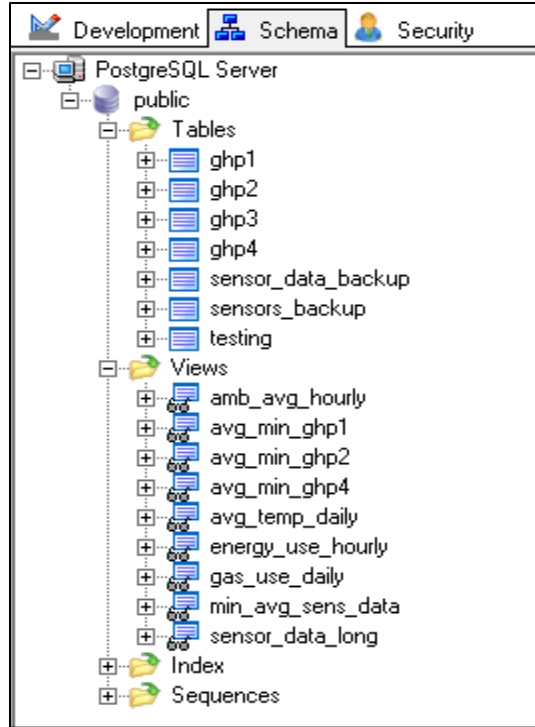 Development Schema Security
PostgreSQL Server
public
Tables
ghp1
ghp2
ghp3
ghp4
sensor_data_backup
sensors_backup
testing
Views
amb_avg_hourly
avg_min_ghp1
avg_min_ghp2
avg_min_ghp4
avg_temp_daily
energy_use_hourly
gas_use_daily
min_avg_sens_data
sensor_data_long
Index
Sequences